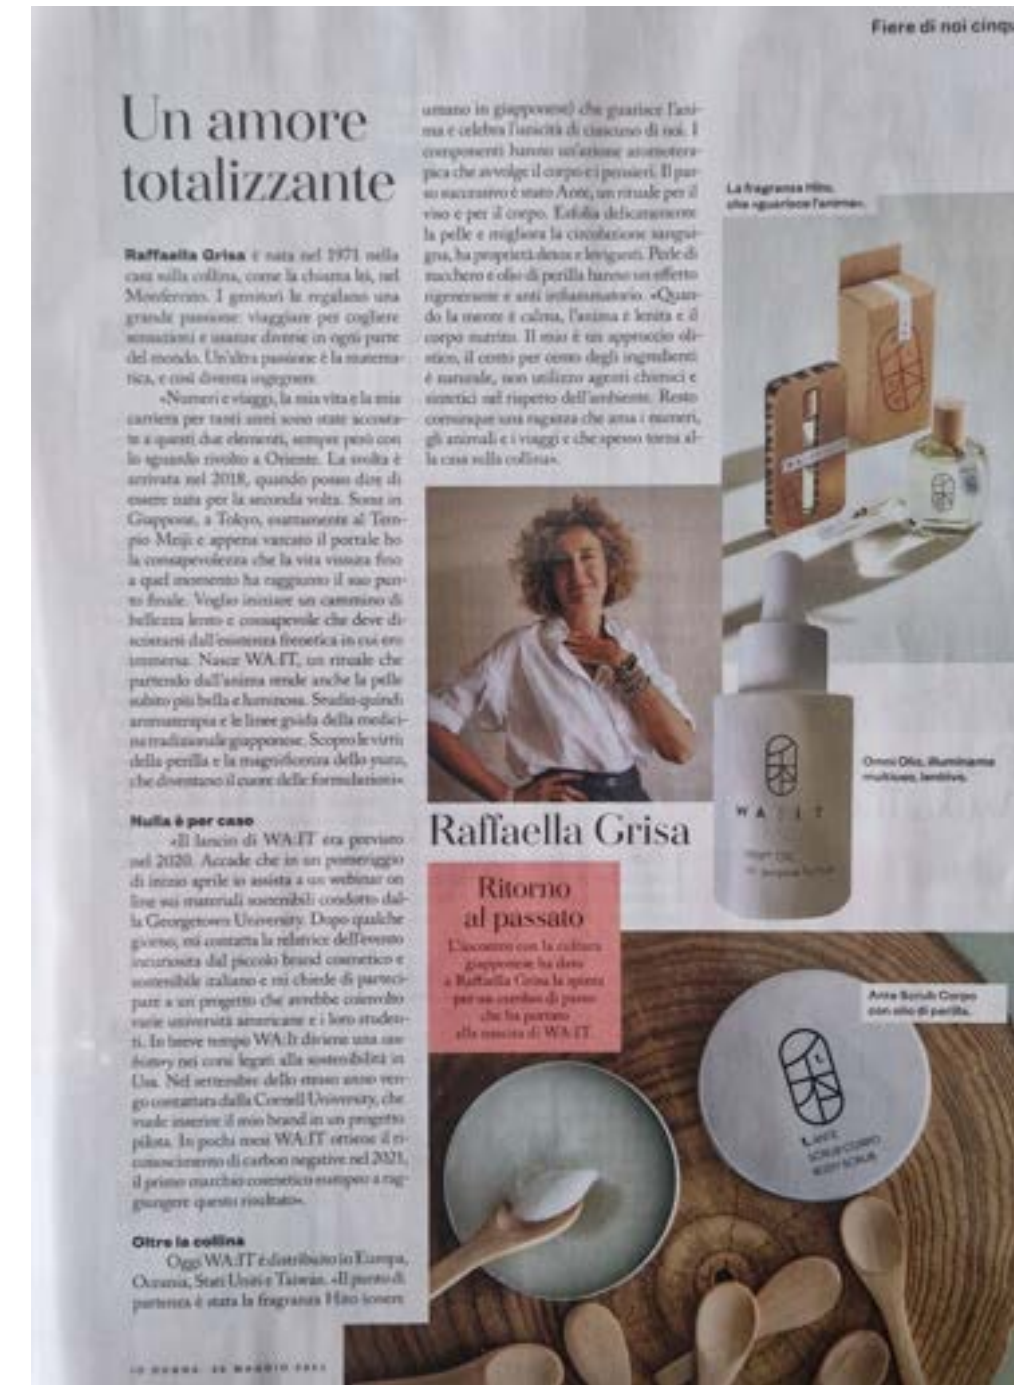 Fiere di noi cinqu
Un amore
totalizzante
Raffaella Grisa è nata nel 1971 nella
casa sulla collina, come la chiama lei, nel
Monferrato. I genitori le regalano una
grande passione: viaggiare per cogliere
sensazioni e usanze diverse in ogni parte
del mondo. Un'altra passione è la matema-
tica, e così diventa ingegnere.
«Numeri e viaggi, la mia vita e la mia
carriera per tanti anni sono state accosta-
te a questi due elementi, sempre però con
lo sguardo rivolto a Oriente. La svolta è
arrivata nel 2018, quando posso dire di
essere nata per la seconda volta. Sono in
Giappone, a Tokyo, esattamente al Tem-
pio Meiji e appena varcato il portale ho
la consapevolezza che la vita vissuta fino
a quel momento ha raggiunto il suo pun-
to finale. Voglio iniziare un cammino di
bellezza lento e consapevole che deve di-
scostarsi dall'esistenza frenetica in cui ero
immersa. Nasce WA:IT, un rituale che
partendo dall'anima rende anche la pelle
subito più bella e luminosa. Studio quindi
aromaterapia e le linee guida della medici-
na tradizionale giapponese. Scopro le virtù
della perilla e la magnificenza dello yuzu,
che diventano il cuore delle formulazioni»
Nulla è per caso
«Il lancio di WA:IT era previsto
nel 2020. Accade che in un pomeriggio
di inizio aprile io assista a un webinar on
line sui materiali sostenibili condotto dal-
la Georgetown University. Dopo qualche
giorno, mi contatta la relatrice dell'evento
incuriosita dal piccolo brand cosmetico e
sostenibile italiano e mi chiede di parteci-
pare a un progetto che avrebbe coinvolto
varie università americane e i loro studen-
ti. In breve tempo WA:It diviene una case
history nei corsi legati alla sostenibilità in
Usa. Nel settembre dello stesso anno ven-
go contattata dalla Cornell University, che
vuole inserire il mio brand in un progetto
pilota. In pochi mesi WA:IT ottiene il ri-
conoscimento di carbon negative nel 2021,
il primo marchio cosmetico europeo a rag-
giungere questo risultato».
Oltre la collina
Oggi WA:IT è distribuito in Europa,
Oceania, Stati Uniti e Taiwan. «Il punto di
partenza è stata la fragranza Hito (essere
umano in giapponese) che guarisce l'ani-
ma e celebra l'unicità di ciascuno di noi. I
componenti hanno un'azione aromotera-
pica che avvolge il corpo e i pensieri. Il pas-
so successivo è stato Ante, un rituale per il
viso e per il corpo. Esfolia delicatamente
la pelle e migliora la circolazione sangui-
gna, ha proprietà detox e leviganti. Perle di
zucchero e olio di perilla hanno un effetto
rigenerante e anti infiammatorio. «Quan-
do la mente è calma, l'anima è lenita e il
corpo nutrito. Il mio è un approccio oli-
stico, il cento per cento degli ingredienti
è naturale, non utilizzo agenti chimici e
sintetici nel rispetto dell'ambiente. Resto
comunque una ragazza che ama i numeri,
gli animali e i viaggi e che spesso torna al-
la casa sulla collina».
Raffaella Grisa
Ritorno
al passato
L'incontro con la cultura
giapponese ha dato
a Raffaella Grisa la spinta
per un cambio di passo
che ha portato
alla nascita di WA:IT.
La fragranza Hito,
che «guarisce l'anima».
WA:IT
Omni Olio, illuminante
multiuso, lenitivo.
Ante Scrub Corpo
con olio di perilla.
ANTE
SCRUB CORPO
BODY SCRUB
IO DONNA
MAGGIO